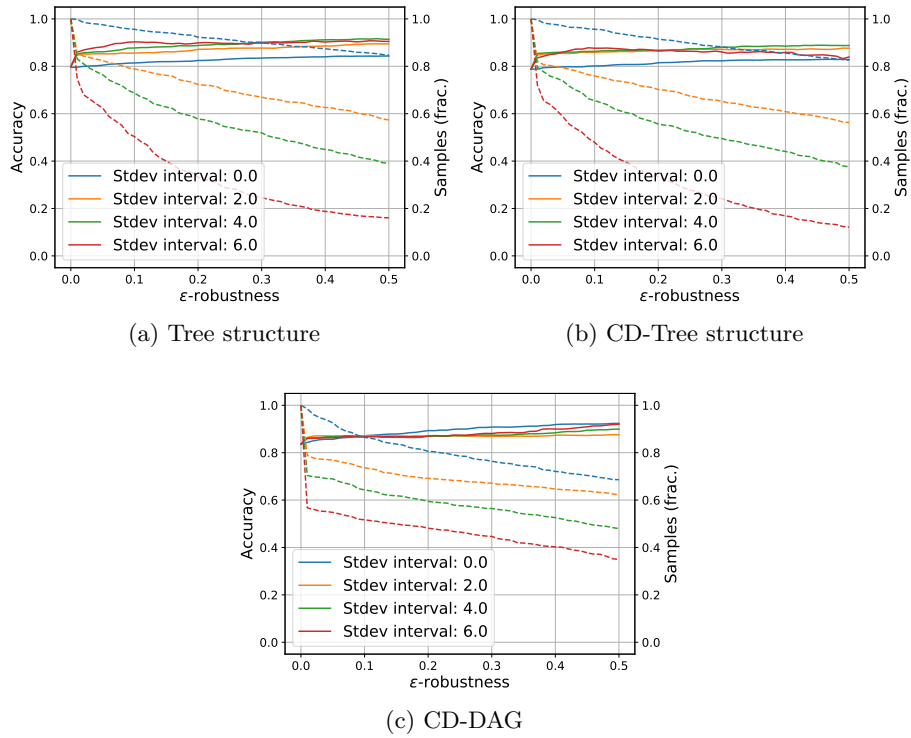 1.0
0.8
0.6
0.4
0.2
0.0
Accuracy
Stdev interval: 0.0
Stdev interval: 2.0
Stdev interval: 4.0
Stdev interval: 6.0
1.0
0.8
0.6
0.4
0.2
0.0
Samples (frac.)
0.0 0.1 0.2 0.3 0.4 0.5
ε-robustness
(a) Tree structure
1.0
0.8
0.6
0.4
0.2
0.0
Accuracy
Stdev interval: 0.0
Stdev interval: 2.0
Stdev interval: 4.0
Stdev interval: 6.0
1.0
0.8
0.6
0.4
0.2
0.0
Samples (frac.)
0.0 0.1 0.2 0.3 0.4 0.5
ε-robustness
(b) CD-Tree structure
1.0
0.8
0.6
0.4
0.2
0.0
Accuracy
Stdev interval: 0.0
Stdev interval: 2.0
Stdev interval: 4.0
Stdev interval: 6.0
1.0
0.8
0.6
0.4
0.2
0.0
Samples (frac.)
0.0 0.1 0.2 0.3 0.4 0.5
ε-robustness
(c) CD-DAG